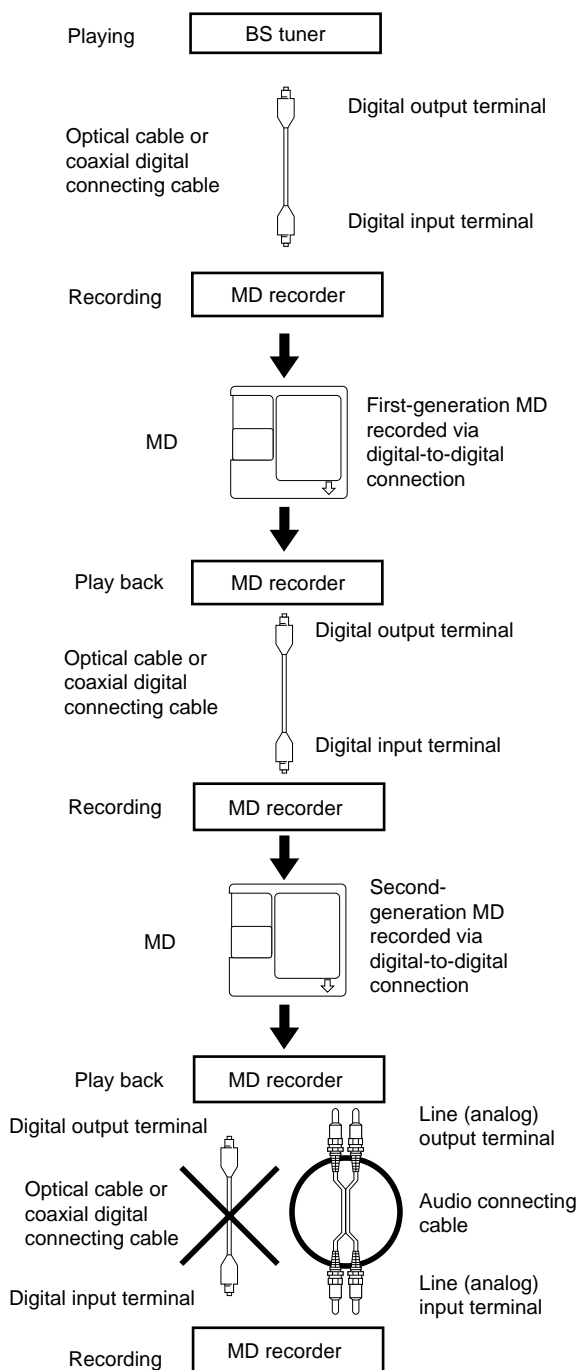 Playing
BS tuner
Digital output terminal
Optical cable or
coaxial digital
connecting cable
Digital input terminal
Recording
MD recorder
MD
First-generation MD
recorded via
digital-to-digital
connection
Play back
MD recorder
Digital output terminal
Optical cable or
coaxial digital
connecting cable
Digital input terminal
Recording
MD recorder
MD
Second-
generation MD
recorded via
digital-to-digital
connection
Play back
MD recorder
Digital output terminal
Line (analog)
output terminal
Optical cable or
coaxial digital
connecting cable
Audio connecting
cable
Digital input terminal
Line (analog)
input terminal
Recording
MD recorder